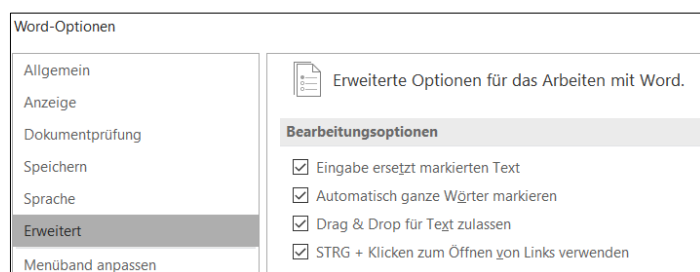 Word-Optionen
Allgemein
Anzeige
Dokumentprüfung
Speichern
Sprache
Erweitert
Menüband anpassen
Erweiterte Optionen für das Arbeiten mit Word.
Bearbeitungsoptionen
Eingabe ersetzt markierten Text
Automatisch ganze Wörter markieren
Drag & Drop für Text zulassen
STRG + Klicken zum Öffnen von Links verwenden